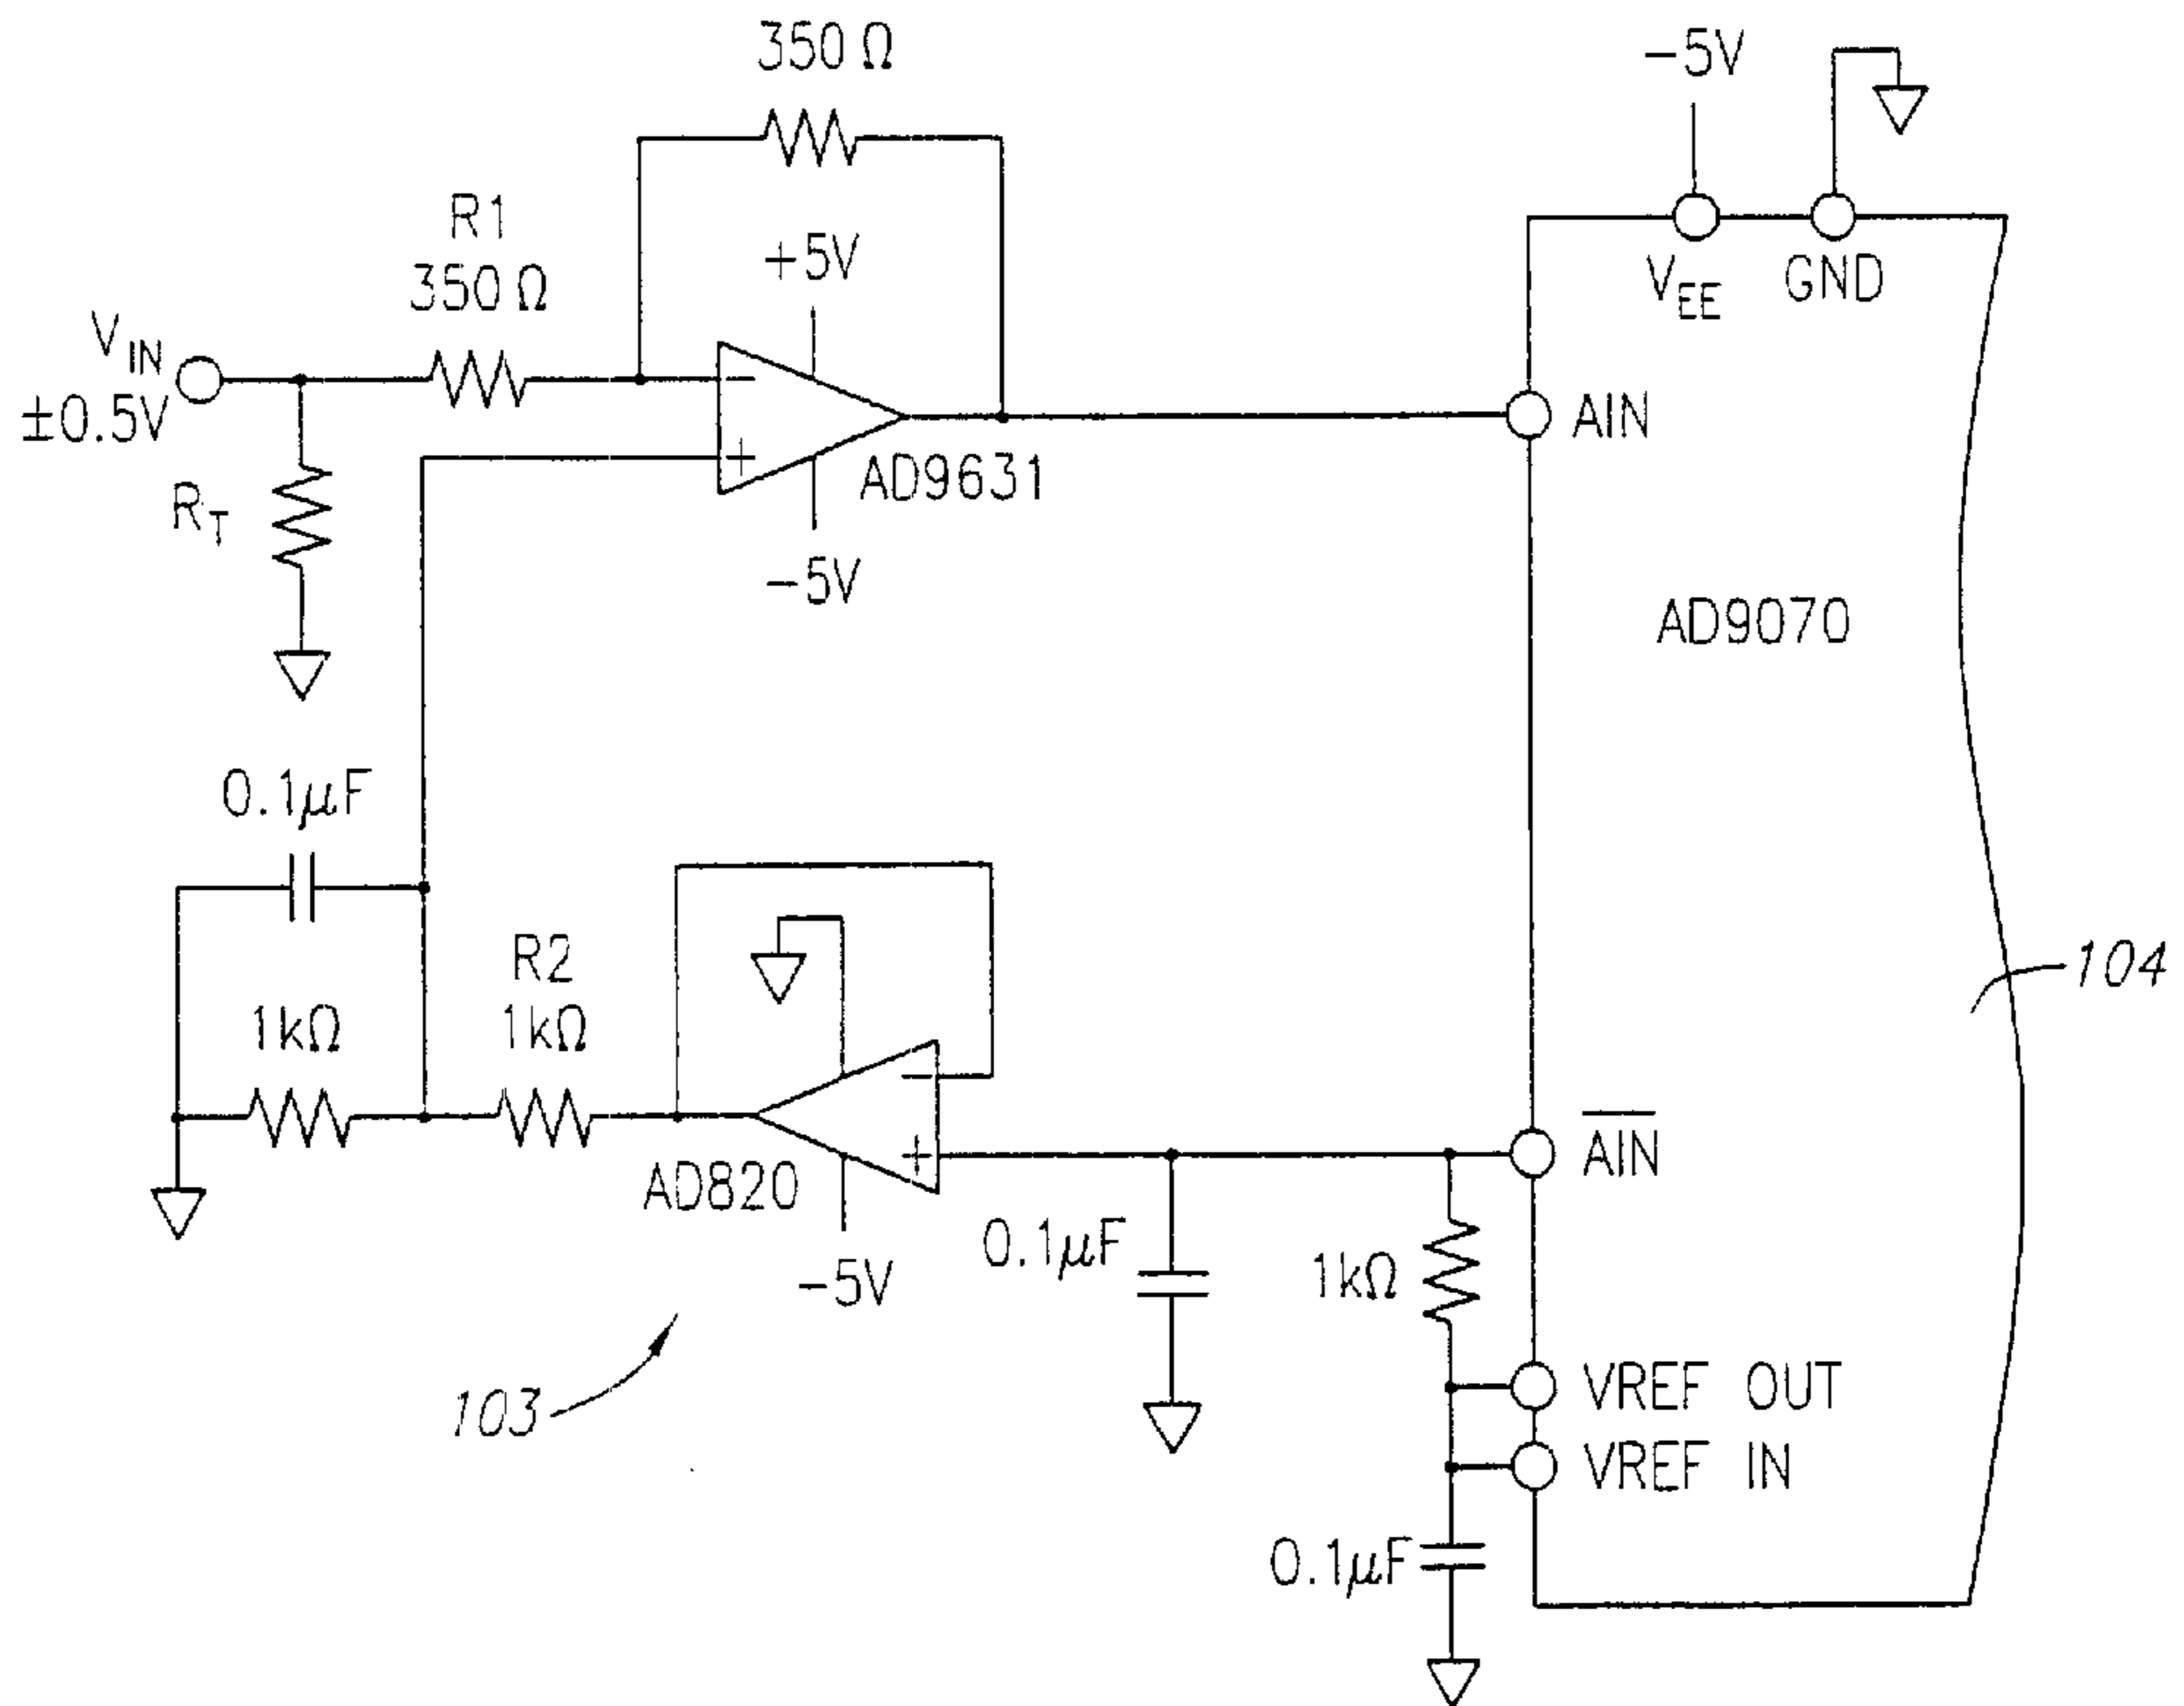 350 Ω
-5V
R1
350 Ω
+5V
V_EE
GND
V_IN
±0.5V
-
+
AIN
AD9631
R_T
-5V
AD9070
0.1μF
R2
1kΩ
1kΩ
104
-
+
A̅I̅N̅
AD820
0.1μF
1kΩ
-5V
103
VREF OUT
VREF IN
0.1μF